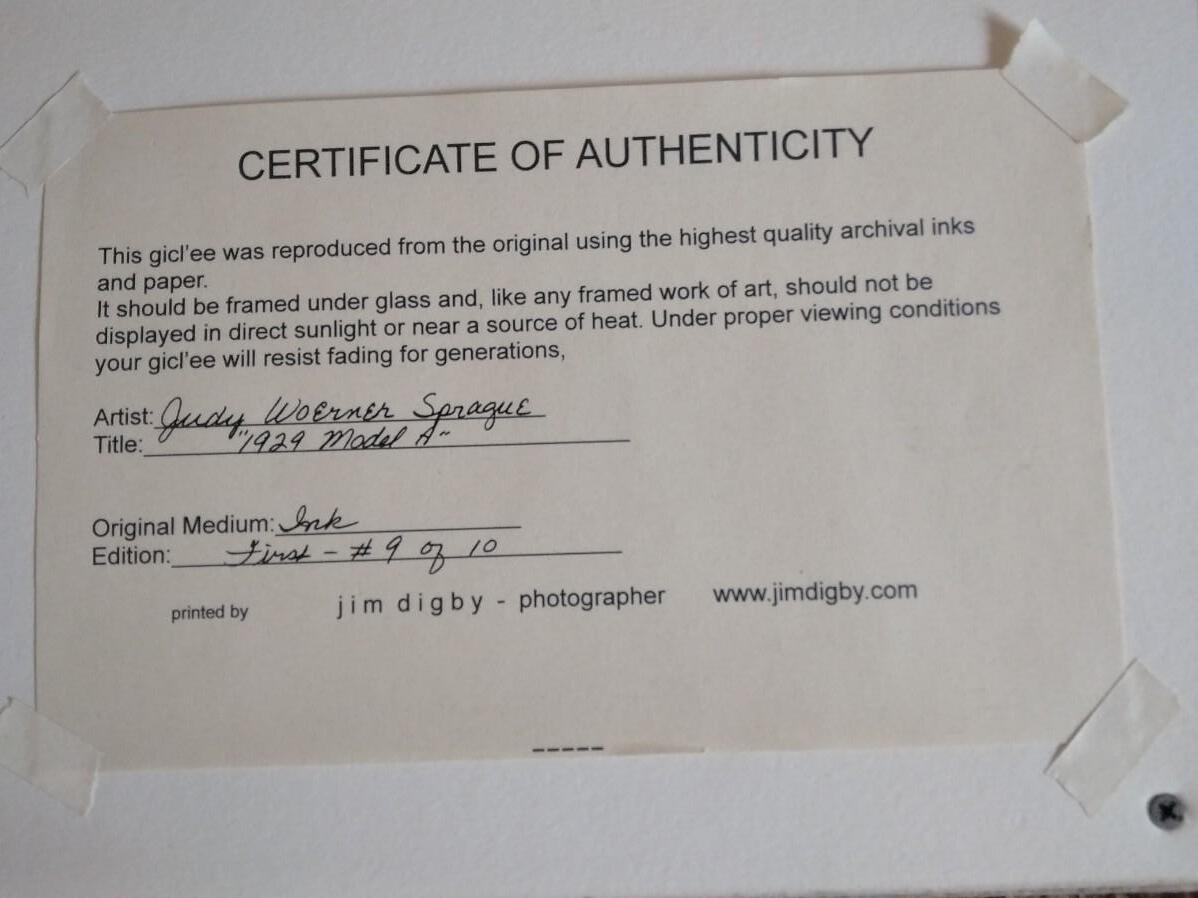 CERTIFICATE OF AUTHENTICITY
This gicl'ee was reproduced from the original using the highest quality archival inks
and paper.
It should be framed under glass and, like any framed work of art, should not be
displayed in direct sunlight or near a source of heat. Under proper viewing conditions
your gicl'ee will resist fading for generations,
Artist: Judy Woerner Sprague
Title: "1929 Model A"
Original Medium: Ink
Edition: First - # 9 of 10
printed by jim digby - photographer www.jimdigby.com
-----